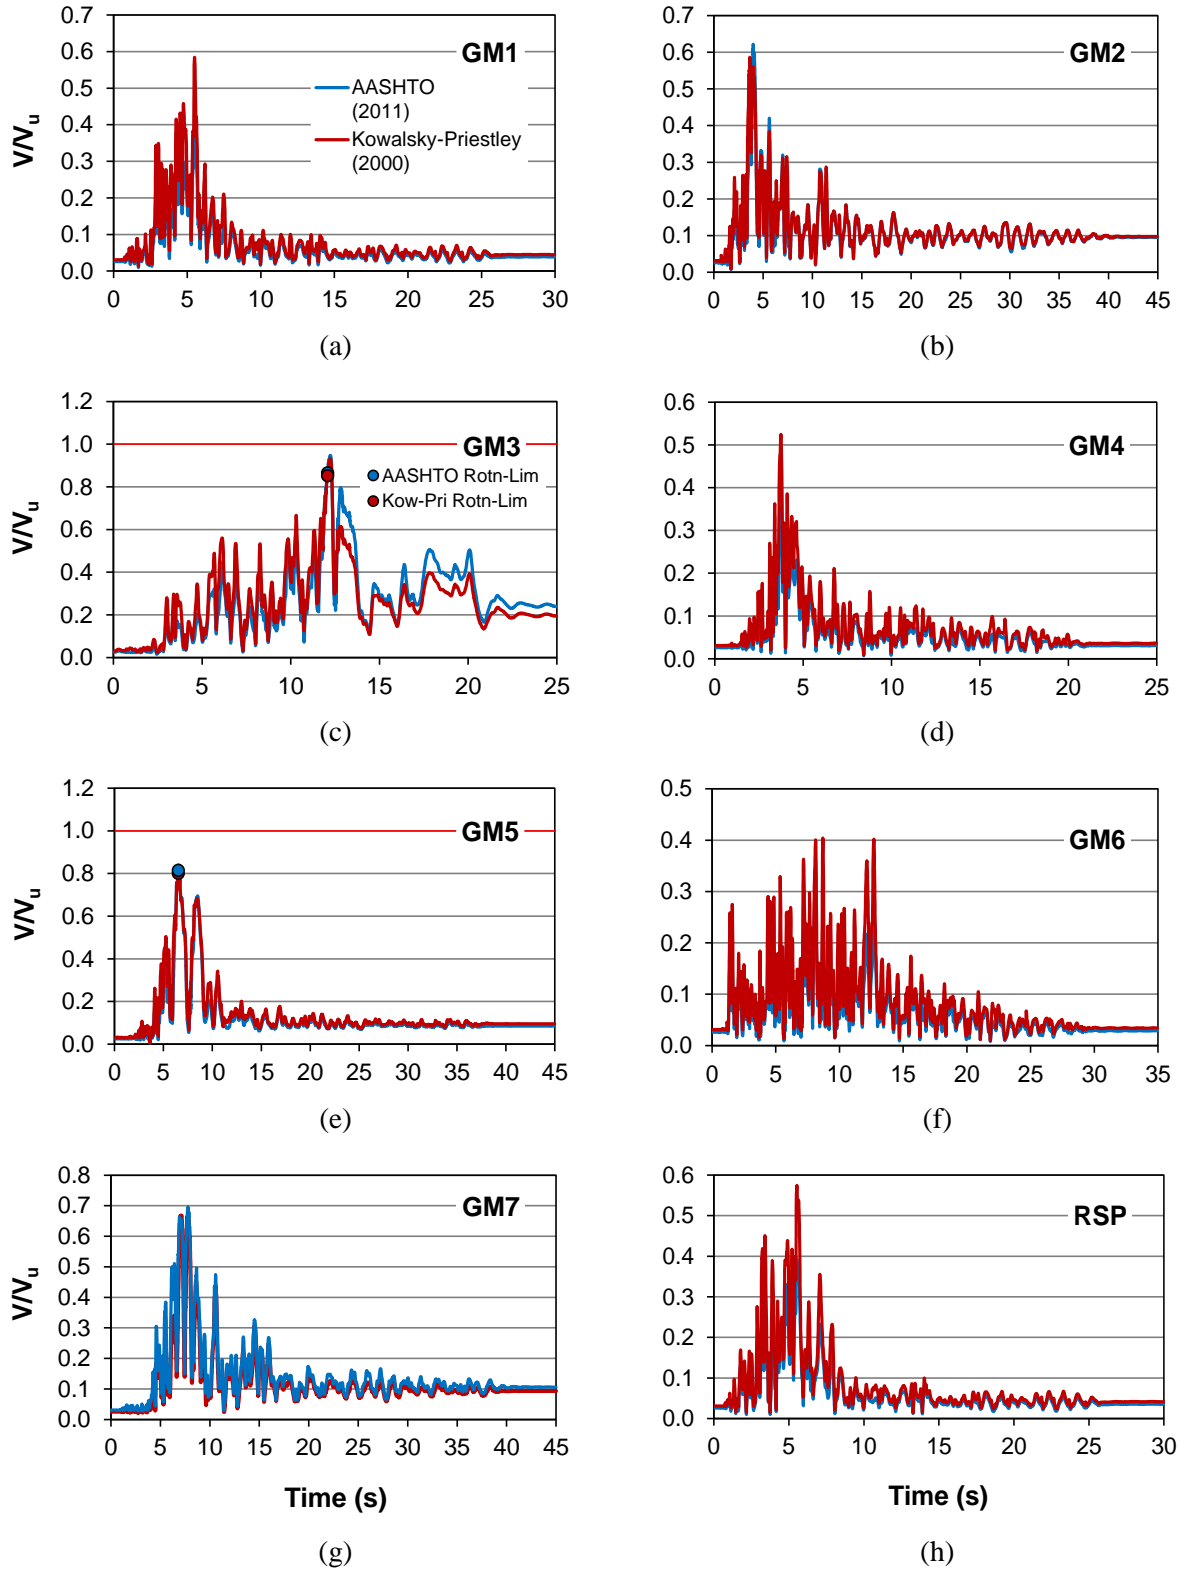 0.7
0.6
0.5
0.4
0.3
0.2
0.1
0.0
V/Vu
GM1
AASHTO
(2011)
Kowalsky-Priestley
(2000)
0 5 10 15 20 25 30
(a)
0.7
0.6
0.5
0.4
0.3
0.2
0.1
0.0
GM2
0 5 10 15 20 25 30 35 40 45
(b)
1.2
1.0
0.8
0.6
0.4
0.2
0.0
V/Vu
GM3
AASHTO Rotn-Lim
Kow-Pri Rotn-Lim
0 5 10 15 20 25
(c)
0.6
0.5
0.4
0.3
0.2
0.1
0.0
GM4
0 5 10 15 20 25
(d)
1.2
1.0
0.8
0.6
0.4
0.2
0.0
V/Vu
GM5
0 5 10 15 20 25 30 35 40 45
(e)
0.5
0.4
0.3
0.2
0.1
0.0
GM6
0 5 10 15 20 25 30 35
(f)
0.8
0.7
0.6
0.5
0.4
0.3
0.2
0.1
0.0
V/Vu
GM7
0 5 10 15 20 25 30 35 40 45
Time (s)
(g)
0.6
0.5
0.4
0.3
0.2
0.1
0.0
RSP
0 5 10 15 20 25 30
Time (s)
(h)